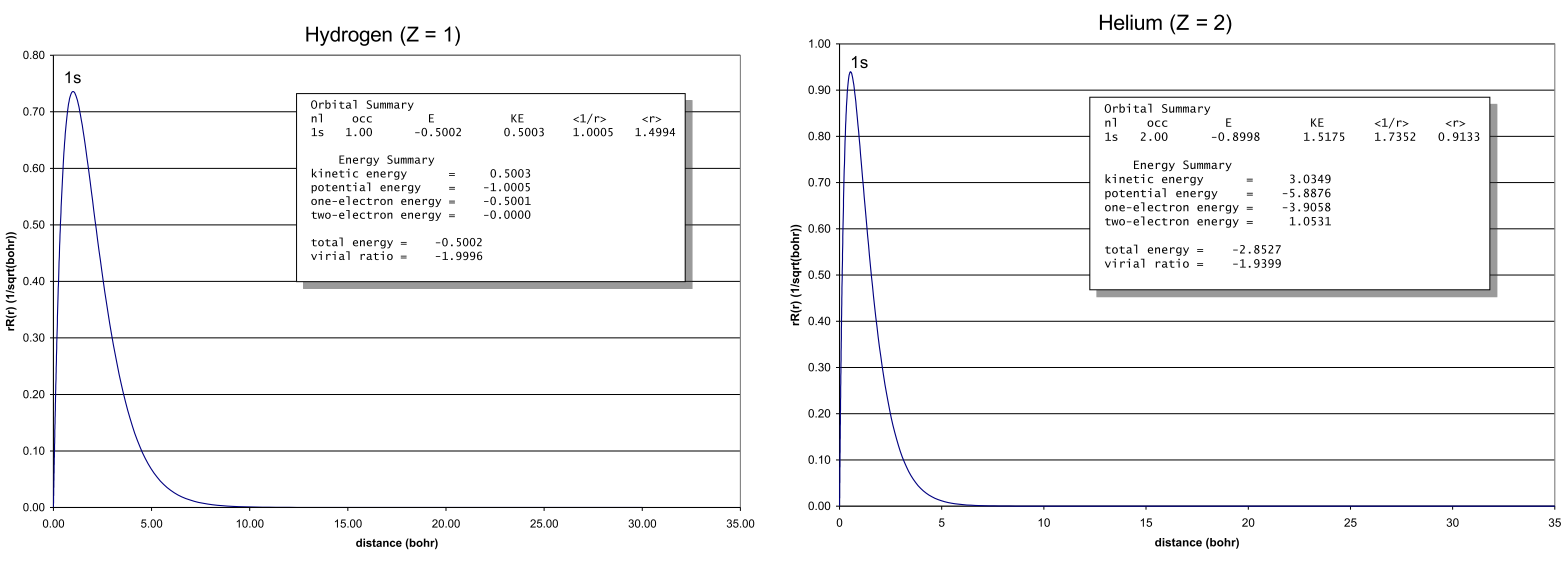 Hydrogen (Z = 1)
0.80
0.70
0.60
0.50
0.40
0.30
0.20
0.10
0.00
rR(r) (1/sqrt(bohr))
1s
Orbital Summary
nl occ E KE <1/r> <r>
1s 1.00 -0.5002 0.5003 1.0005 1.4994
Energy Summary
kinetic energy = 0.5003
potential energy = -1.0005
one-electron energy = -0.5001
two-electron energy = -0.0000
total energy = -0.5002
virial ratio = -1.9996
0.00 5.00 10.00 15.00 20.00 25.00 30.00 35.00
distance (bohr)
Helium (Z = 2)
1.00
0.90
0.80
0.70
0.60
0.50
0.40
0.30
0.20
0.10
0.00
rR(r) (1/sqrt(bohr))
1s
Orbital Summary
nl occ E KE <1/r> <r>
1s 2.00 -0.8998 1.5175 1.7352 0.9133
Energy Summary
kinetic energy = 3.0349
potential energy = -5.8876
one-electron energy = -3.9058
two-electron energy = 1.0531
total energy = -2.8527
virial ratio = -1.9399
0 5 10 15 20 25 30 35
distance (bohr)